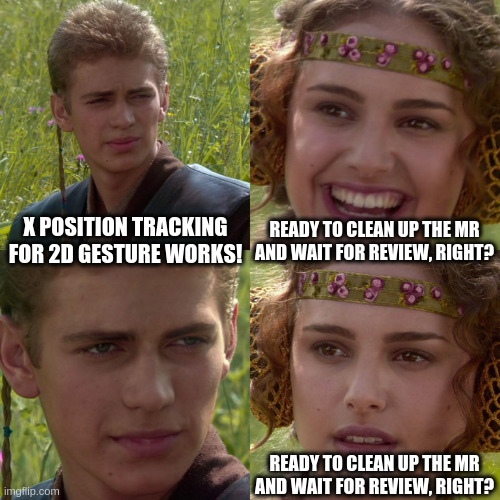 X POSITION TRACKING
FOR 2D GESTURE WORKS!
READY TO CLEAN UP THE MR
AND WAIT FOR REVIEW, RIGHT?
READY TO CLEAN UP THE MR
AND WAIT FOR REVIEW, RIGHT?
imgflip.com